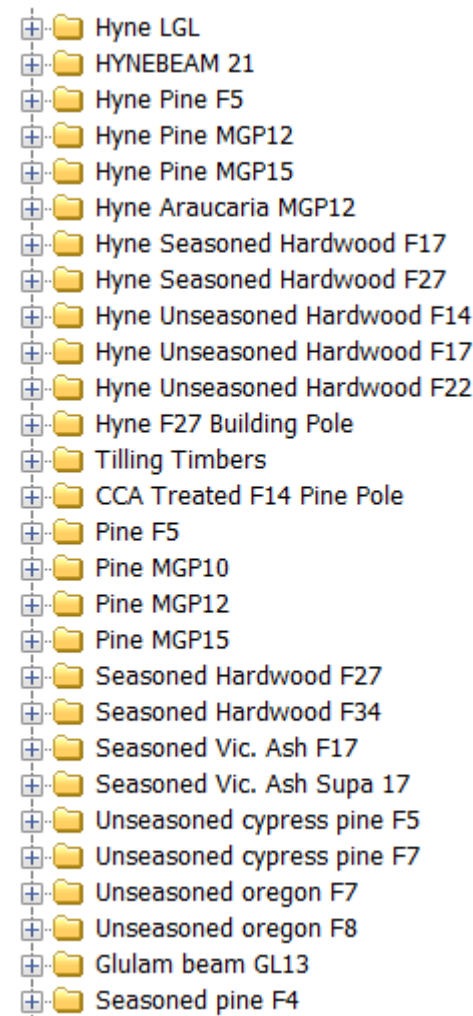 Hyne LGL
HYNEBEAM 21
Hyne Pine F5
Hyne Pine MGP12
Hyne Pine MGP15
Hyne Araucaria MGP12
Hyne Seasoned Hardwood F17
Hyne Seasoned Hardwood F27
Hyne Unseasoned Hardwood F14
Hyne Unseasoned Hardwood F17
Hyne Unseasoned Hardwood F22
Hyne F27 Building Pole
Tilling Timbers
CCA Treated F14 Pine Pole
Pine F5
Pine MGP10
Pine MGP12
Pine MGP15
Seasoned Hardwood F27
Seasoned Hardwood F34
Seasoned Vic. Ash F17
Seasoned Vic. Ash Supa 17
Unseasoned cypress pine F5
Unseasoned cypress pine F7
Unseasoned oregon F7
Unseasoned oregon F8
Glulam beam GL13
Seasoned pine F4